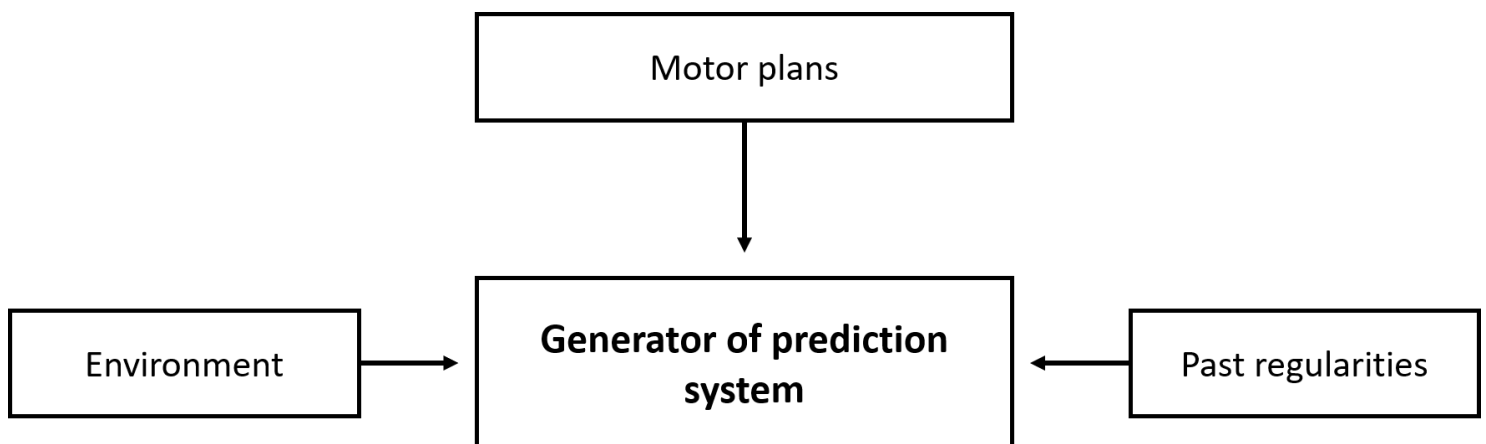 Motor plans
Environment
Generator of prediction
system
Past regularities